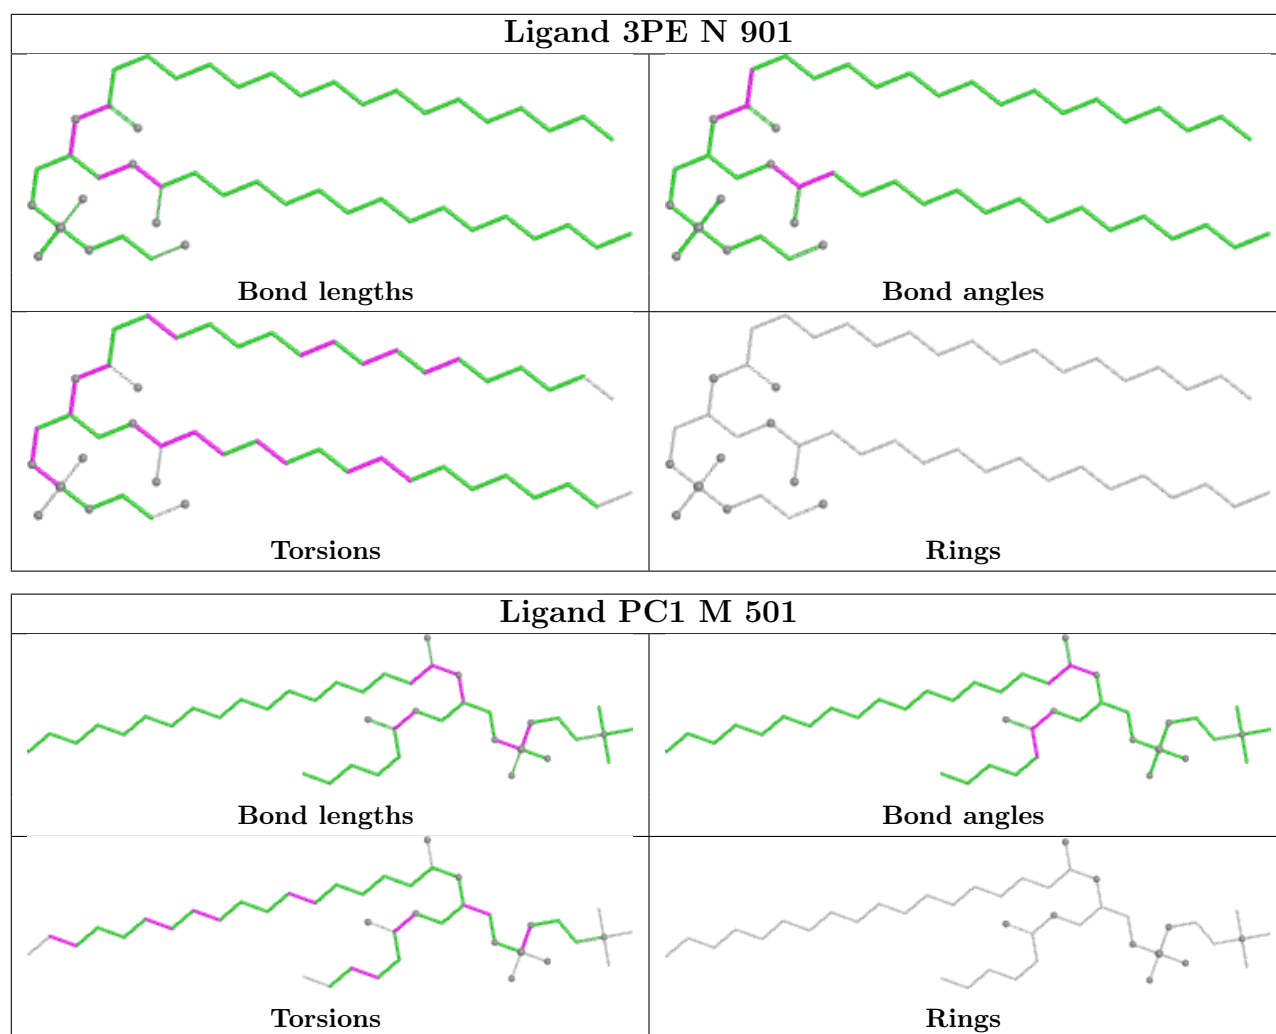 Ligand 3PE N 901
Bond lengths
Bond angles
Torsions
Rings
Ligand PC1 M 501
Bond lengths
Bond angles
Torsions
Rings